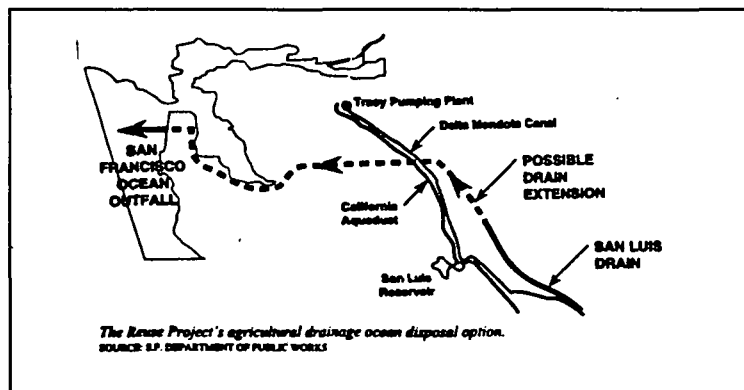 Tracy Pumping Plant
Delta Mendota Canal
SAN
FRANCISCO
OCEAN
OUTFALL
POSSIBLE
DRAIN
EXTENSION
California
Aqueduct
SAN LUIS
DRAIN
San Luis
Reservoir
The Reuse Project's agricultural drainage ocean disposal option.
SOURCE: S.F. DEPARTMENT OF PUBLIC WORKS